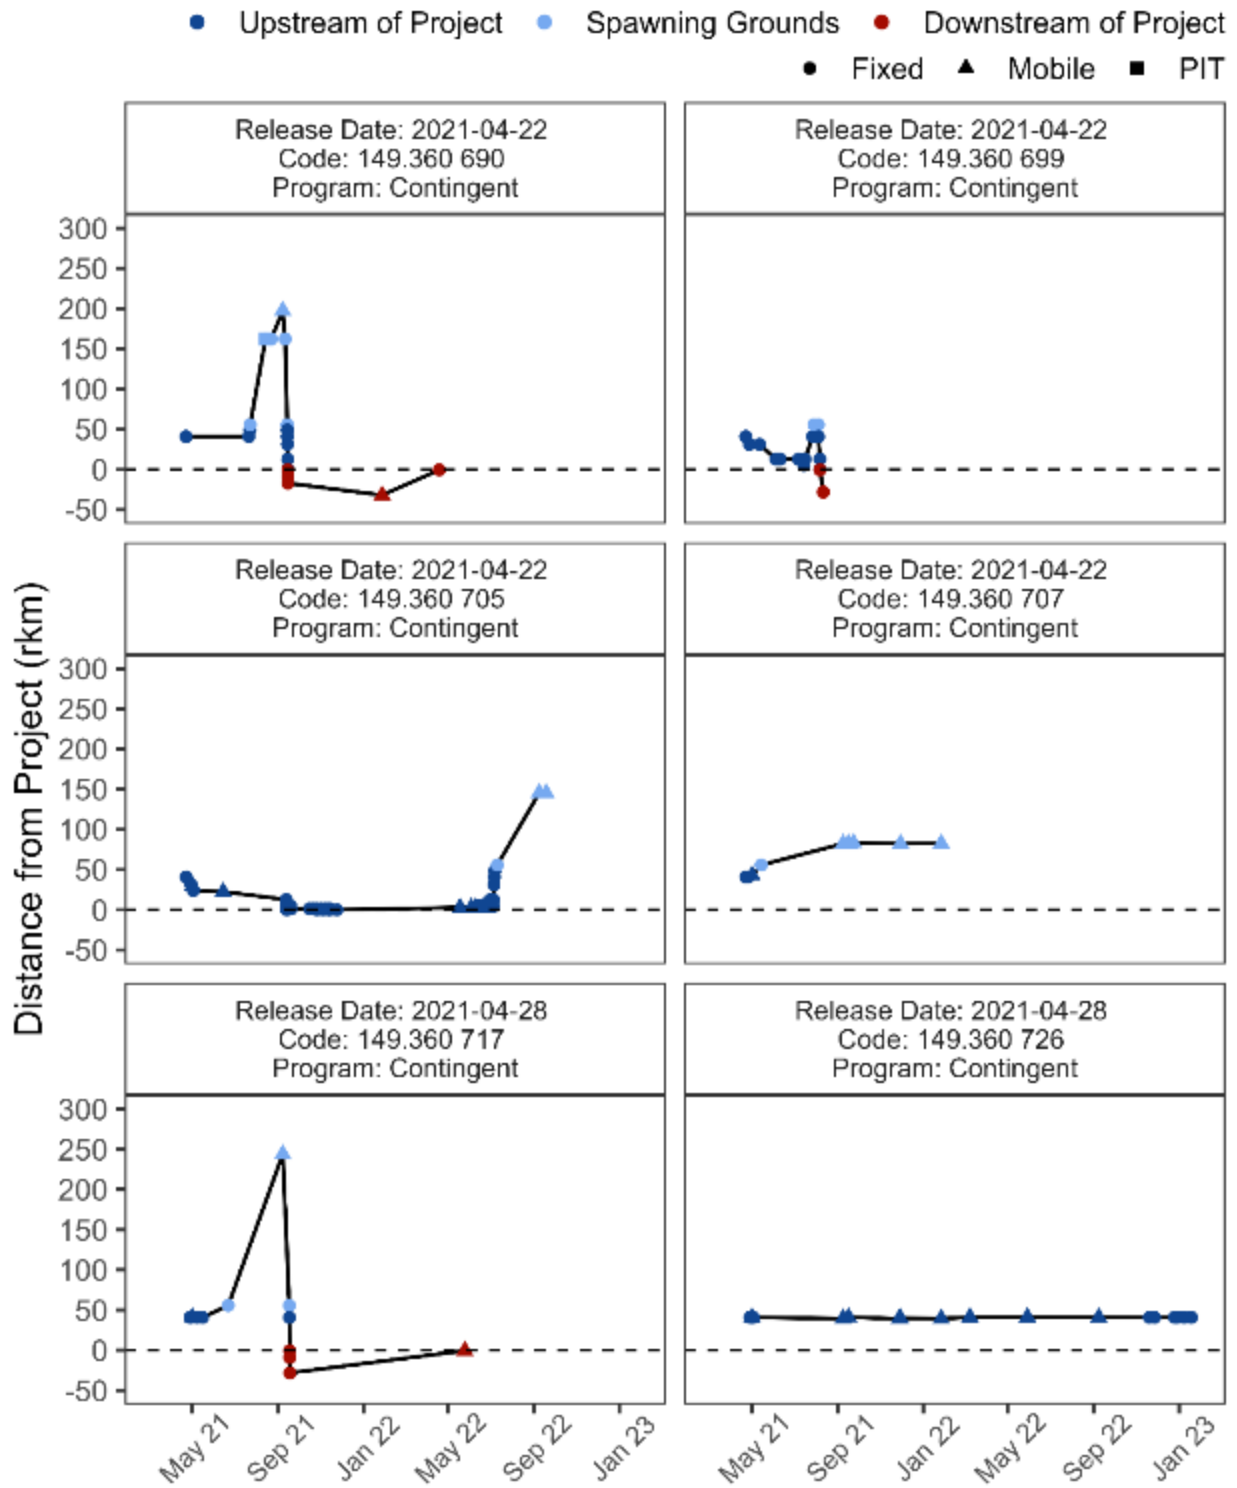 Upstream of Project Spawning Grounds Downstream of Project
Fixed Mobile PIT
Release Date: 2021-04-22
Code: 149.360 690
Program: Contingent
Release Date: 2021-04-22
Code: 149.360 699
Program: Contingent
300
250
200
150
100
50
0
-50
Release Date: 2021-04-22
Code: 149.360 705
Program: Contingent
Release Date: 2021-04-22
Code: 149.360 707
Program: Contingent
300
250
200
150
100
50
0
-50
Distance from Project (rkm)
Release Date: 2021-04-28
Code: 149.360 717
Program: Contingent
Release Date: 2021-04-28
Code: 149.360 726
Program: Contingent
300
250
200
150
100
50
0
-50
May 21 Sep 21 Jan 22 May 22 Sep 22 Jan 23
May 21 Sep 21 Jan 22 May 22 Sep 22 Jan 23